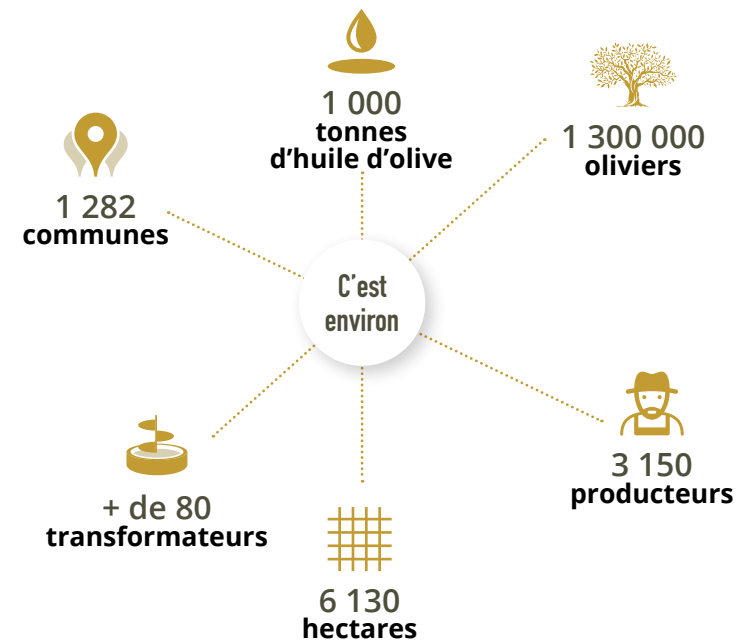 1 000
tonnes
d’huile d’olive
1 300 000
oliviers
1 282
communes
C’est
environ
3 150
producteurs
+ de 80
transformateurs
6 130
hectares